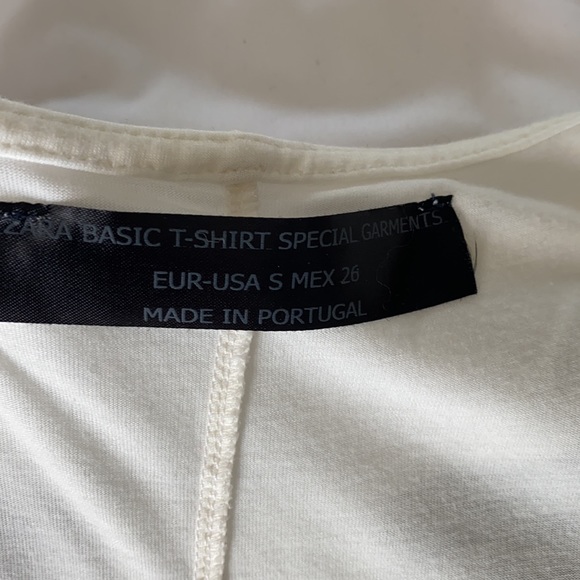 ZARA BASIC T-SHIRT SPECIAL GARMENTS
EUR-USA S MEX 26
MADE IN PORTUGAL